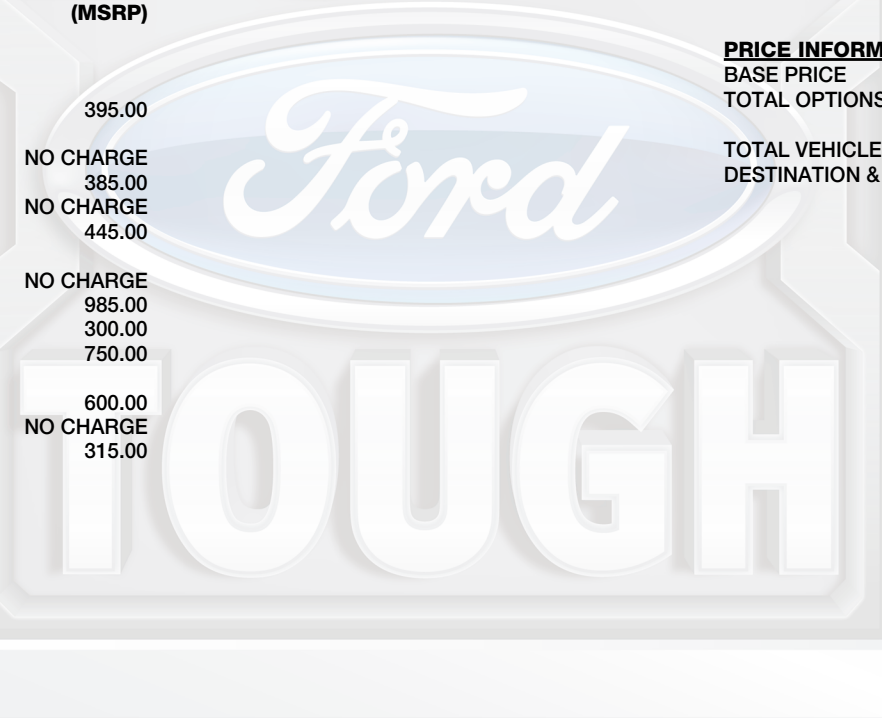 (MSRP)
395.00
NO CHARGE
385.00
NO CHARGE
445.00
NO CHARGE
985.00
300.00
750.00
600.00
NO CHARGE
315.00
PRICE INFORM
BASE PRICE
TOTAL OPTIONS
TOTAL VEHICLE
DESTINATION &
Ford
TOUGH